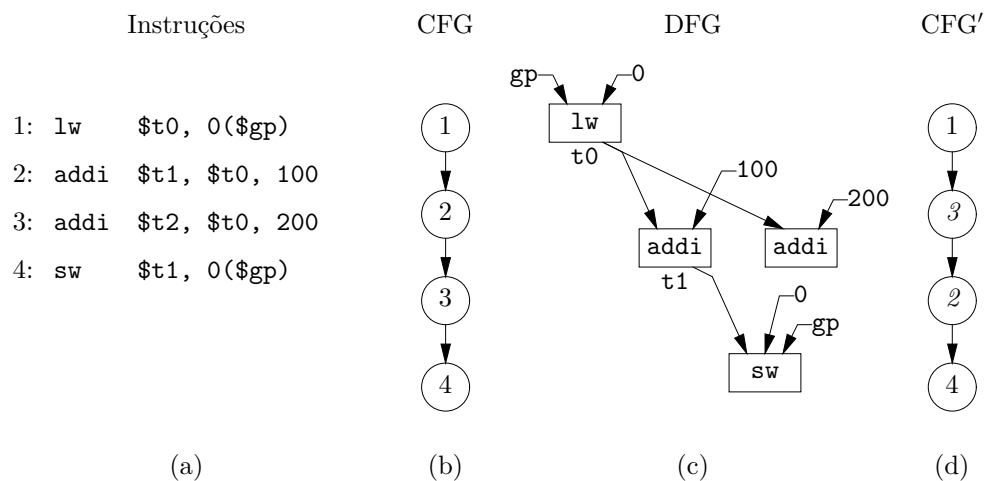 Instruções CFG DFG CFG′
gp 0
1: lw $t0, 0($gp) 1 lw 1
t0
2: addi $t1, $t0, 100 100
200
2 3
3: addi $t2, $t0, 200 addi addi
4: sw $t1, 0($gp) t1
0
3 2
gp
sw
4 4
(a) (b) (c) (d)